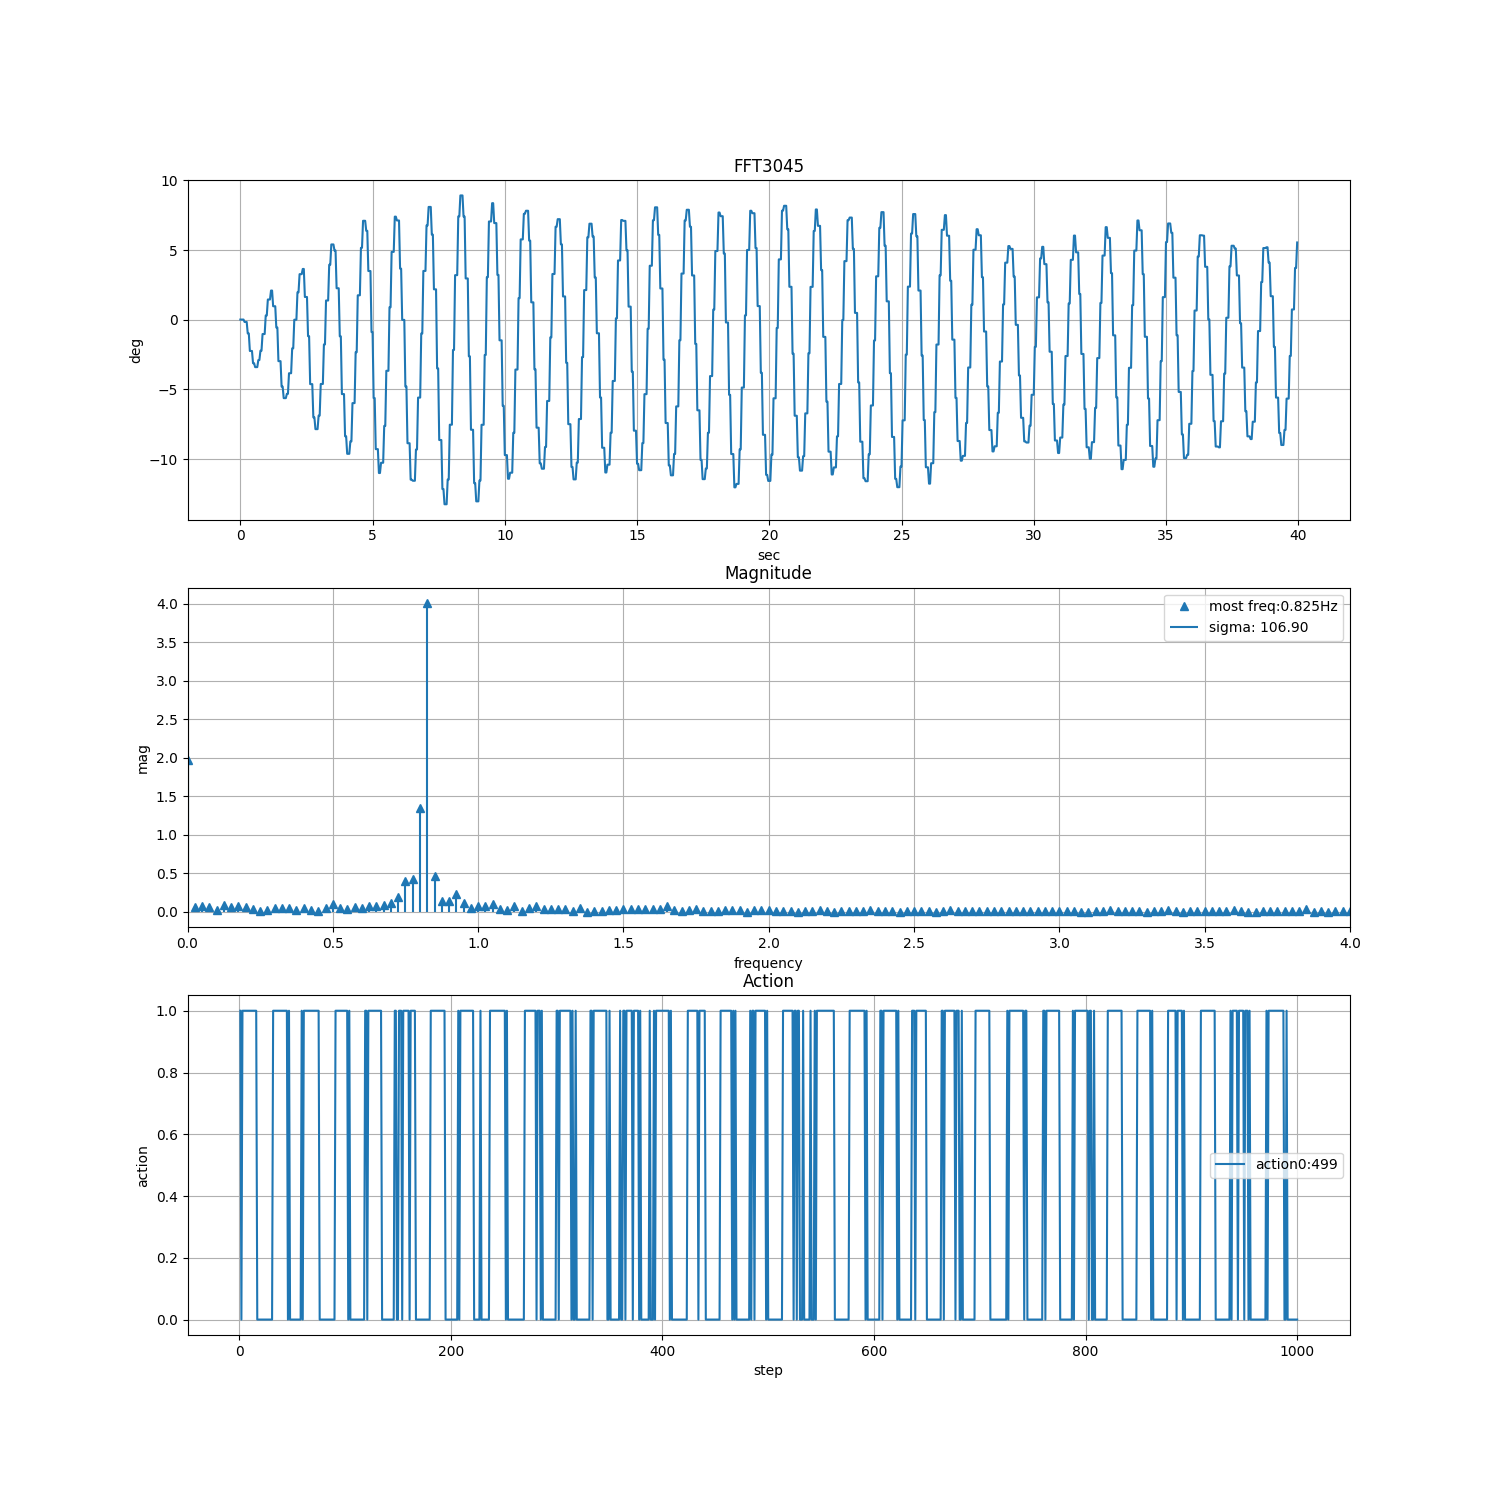 FFT3045
10
5
0
−5
−10
deg
0 5 10 15 20 25 30 35 40
sec
Magnitude
4.0
3.5
3.0
2.5
2.0
1.5
1.0
0.5
0.0
mag
most freq:0.825Hz
sigma: 106.90
0.0 0.5 1.0 1.5 2.0 2.5 3.0 3.5 4.0
frequency
Action
1.0
0.8
0.6
0.4
0.2
0.0
action
action0:499
0 200 400 600 800 1000
step